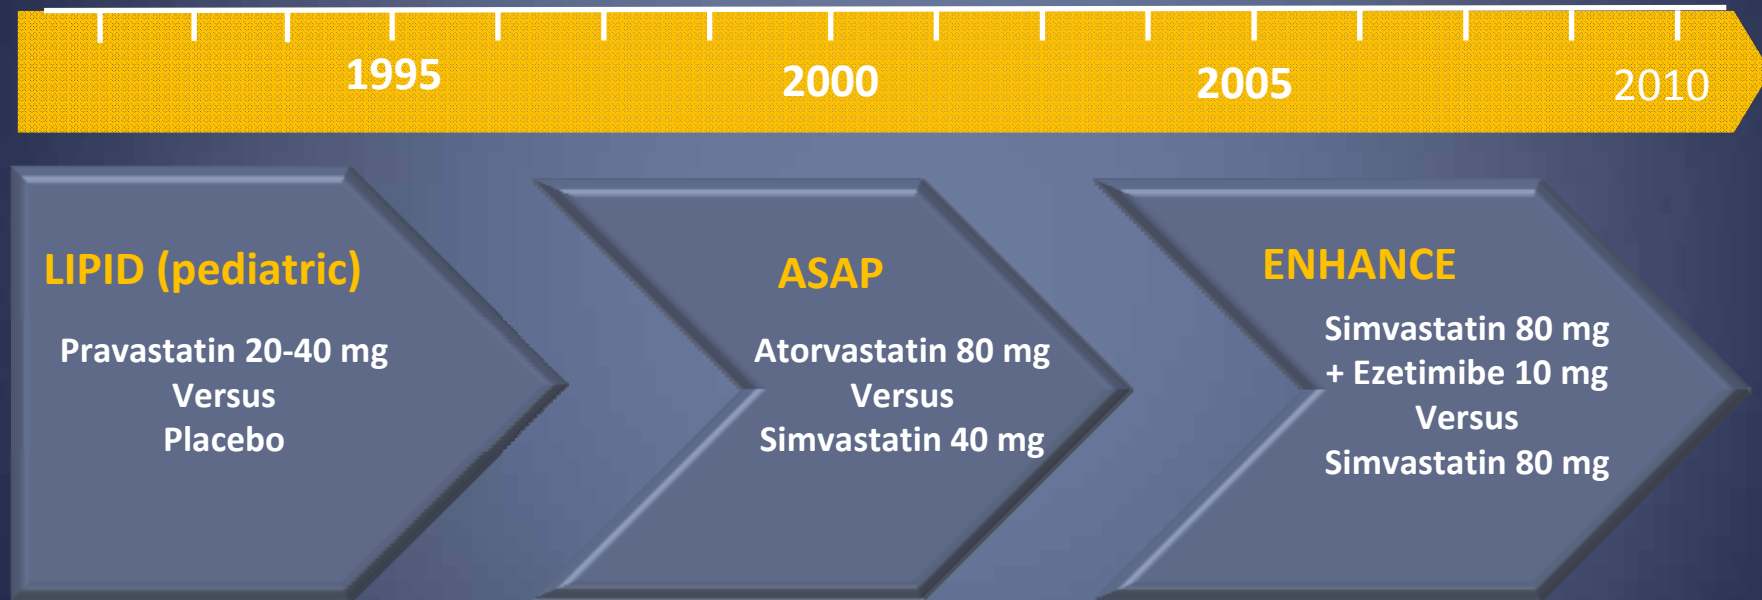 1995
2000
2005
2010
LIPID (pediatric)
Pravastatin 20-40 mg
Versus
Placebo
ASAP
Atorvastatin 80 mg
Versus
Simvastatin 40 mg
ENHANCE
Simvastatin 80 mg
+ Ezetimibe 10 mg
Versus
Simvastatin 80 mg